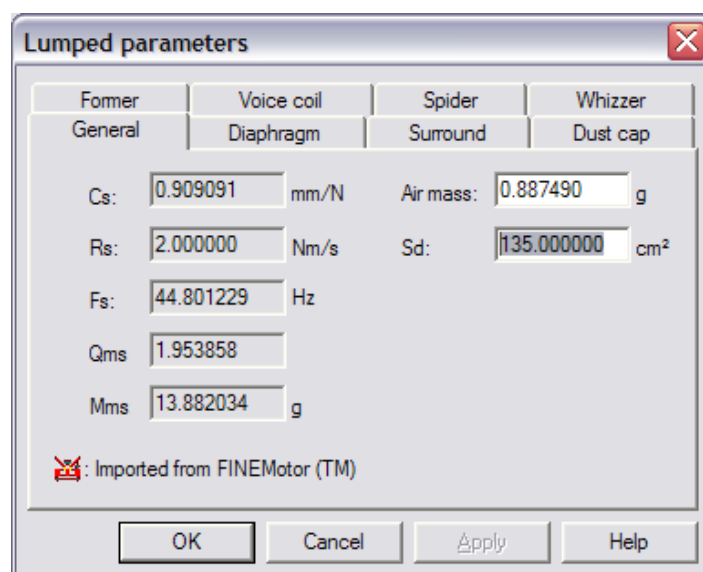 Lumped parameters
Former Voice coil Spider Whizzer
General Diaphragm Surround Dust cap
Cs: 0.909091 mm/N Air mass: 0.887490 g
Rs: 2.000000 Nm/s Sd: 135.000000 cm²
Fs: 44.801229 Hz
Qms 1.953858
Mms 13.882034 g
: Imported from FINEMotor (TM)
OK Cancel Apply Help